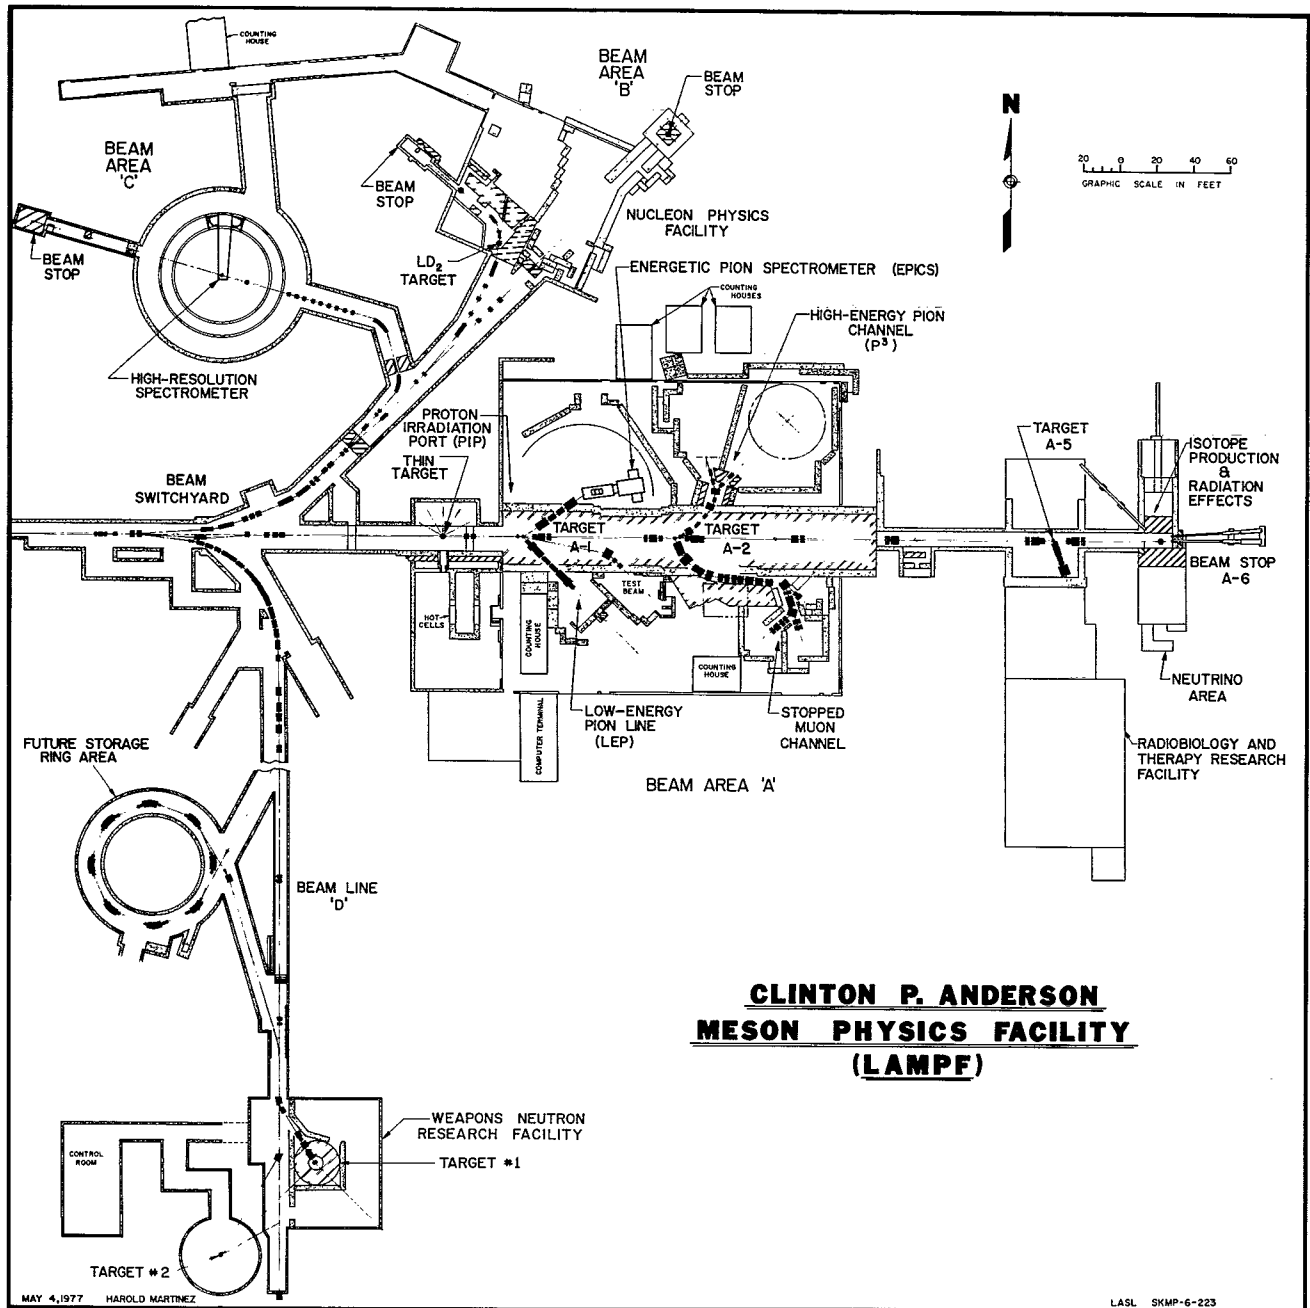 COUNTING
HOUSE
BEAM
AREA
'B'
BEAM
STOP
N
BEAM
AREA
'C'
20 0 20 40 60
GRAPHIC SCALE IN FEET
BEAM
STOP
NUCLEON PHYSICS
FACILITY
BEAM
STOP
LD2
TARGET
ENERGETIC PION SPECTROMETER (EPICS)
COUNTING
HOUSES
HIGH-ENERGY PION
CHANNEL
(P3)
HIGH-RESOLUTION
SPECTROMETER
PROTON
IRRADIATION
PORT (PIP)
THIN
TARGET
TARGET
A-5
ISOTOPE
PRODUCTION
&
RADIATION
EFFECTS
BEAM
SWITCHYARD
TARGET
A-1
TARGET
A-2
BEAM STOP
A-6
TEST
BEAM
HOT
CELLS
COUNTING
HOUSE
COUNTING
HOUSE
NEUTRINO
AREA
LOW-ENERGY
PION LINE
(LEP)
STOPPED
MUON
CHANNEL
COMPUTER TERMINAL
FUTURE STORAGE
RING AREA
RADIOBIOLOGY AND
THERAPY RESEARCH
FACILITY
BEAM AREA 'A'
BEAM LINE
'D'
CLINTON P. ANDERSON
MESON PHYSICS FACILITY
(LAMPF)
WEAPONS NEUTRON
RESEARCH FACILITY
CONTROL
ROOM
TARGET #1
TARGET #2
MAY 4, 1977 HAROLD MARTINEZ
LASL SKMP-6-223